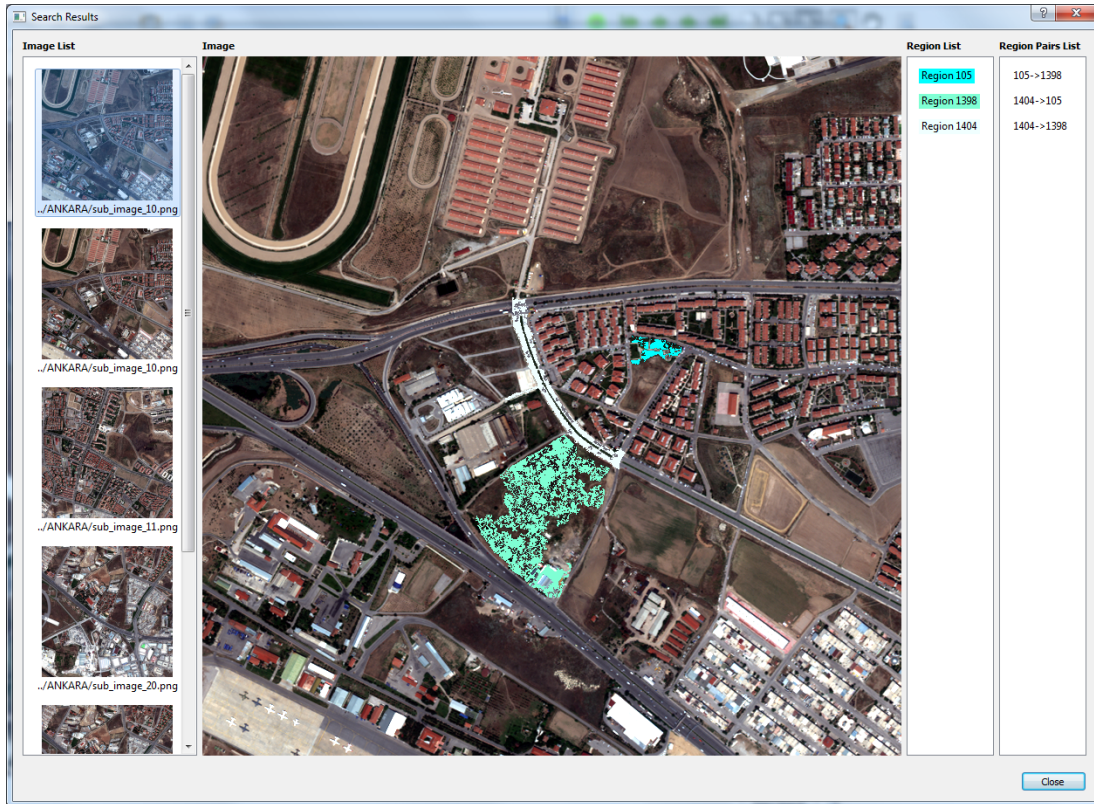 Search Results
Image List
Image
Region List
Region Pairs List
../ANKARA/sub_image_10.png
../ANKARA/sub_image_10.png
../ANKARA/sub_image_11.png
../ANKARA/sub_image_20.png
Region 105
Region 1398
Region 1404
105->1398
1404->105
1404->1398
Close